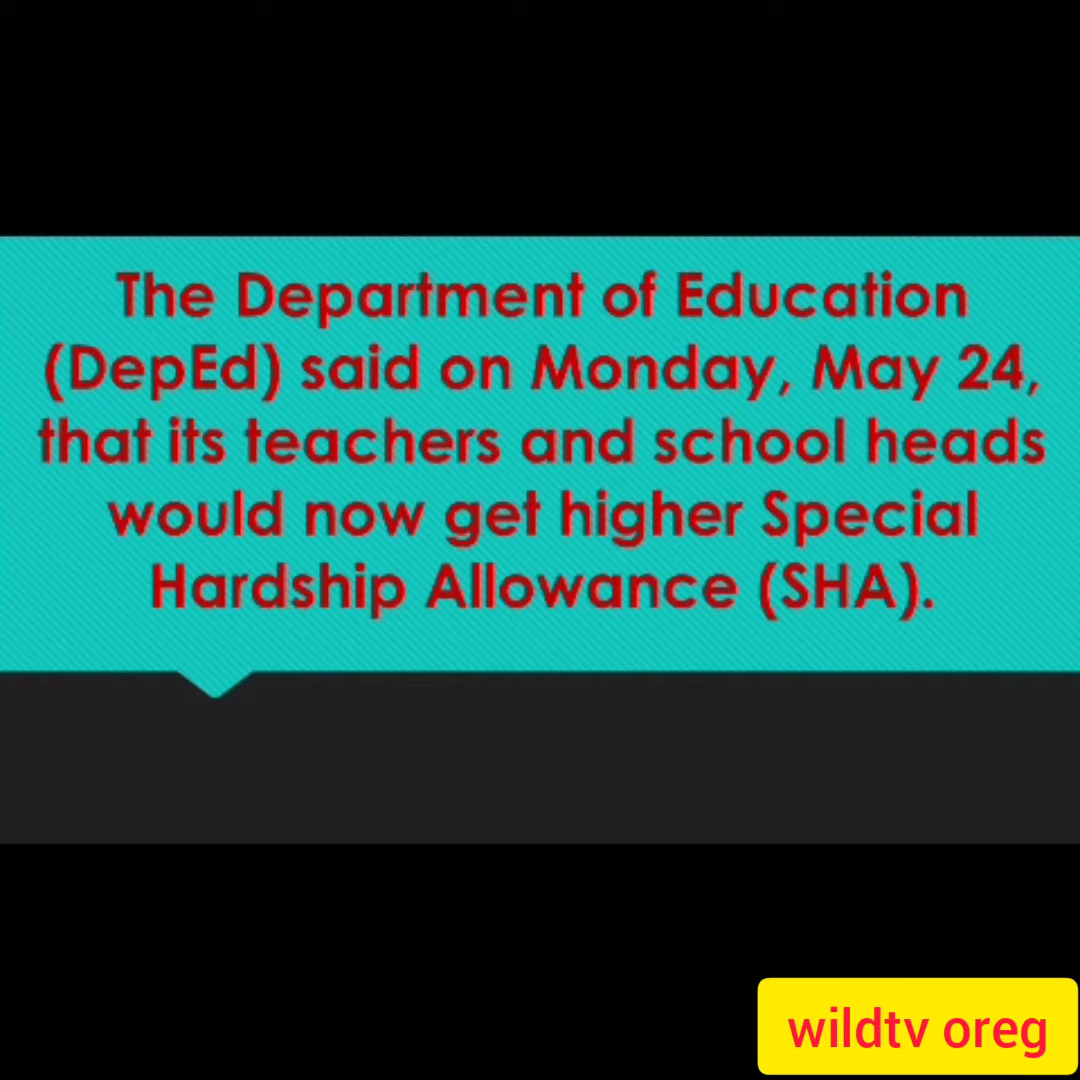 The Department of Education
(DepEd) said on Monday, May 24,
that its teachers and school heads
would now get higher Special
Hardship Allowance (SHA).
wildtv oreg